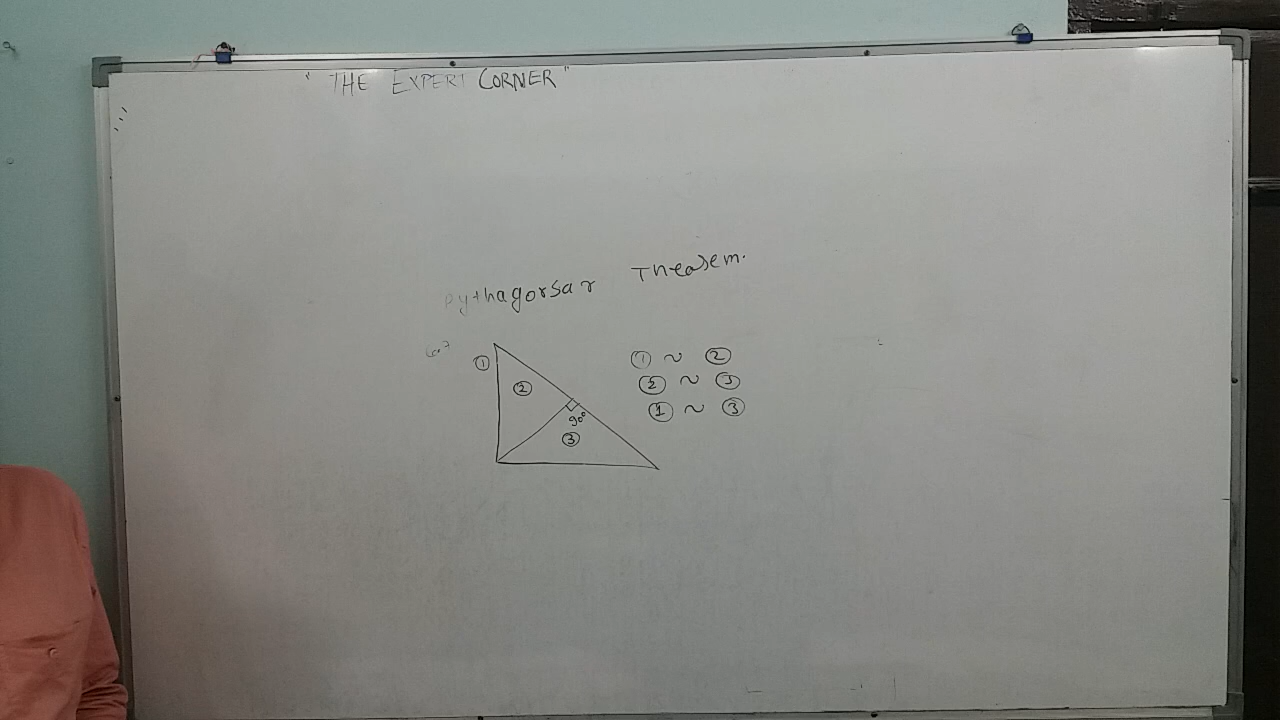 "THE EXPERT CORNER"
Pythagorsar Theorem.
①
②
90°
③
① ~ ②
② ~ ③
① ~ ③